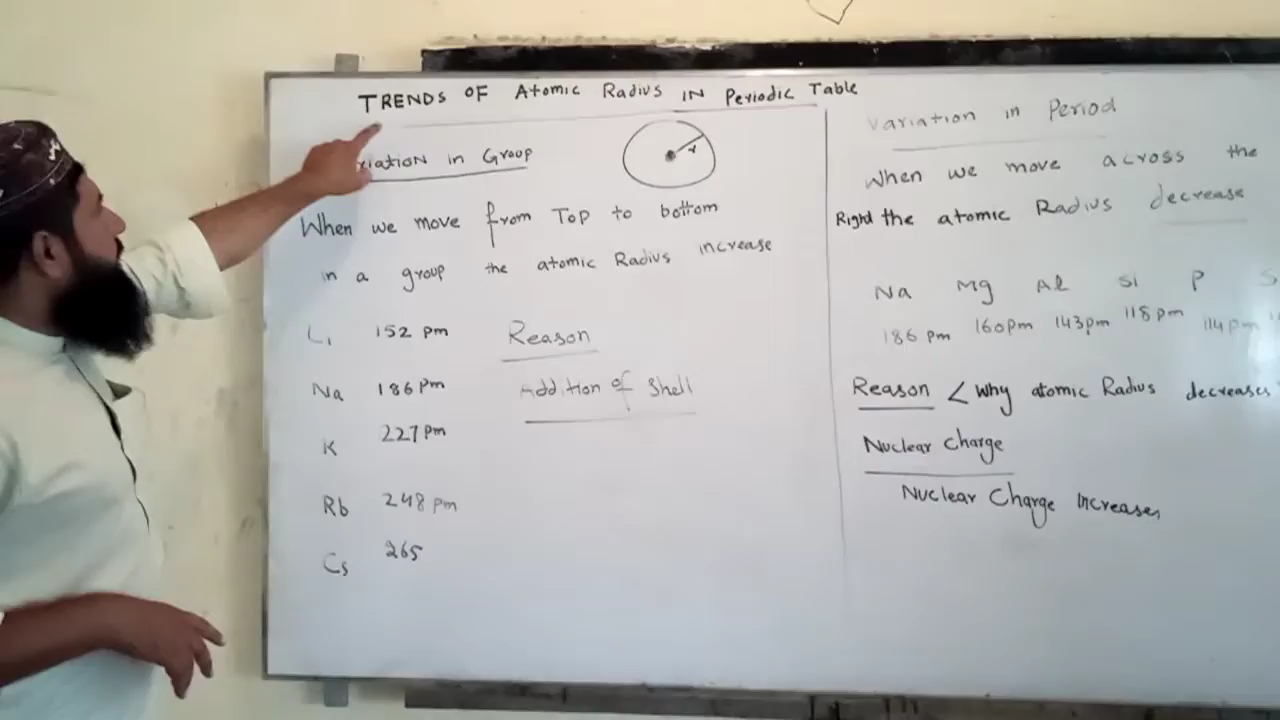 TRENDS OF Atomic Radius IN Periodic Table
riation in Group
r
When we move from Top to bottom
in a group the atomic Radius increase
Li 152 pm
Na 186 pm
K 227 pm
Rb 248 pm
Cs 265
Reason
Addition of Shell
Variation in Period
When we move across the
Right the atomic Radius decrease
Na Mg Al Si P S
186 pm 160pm 143pm 118pm 114pm
Reason < Why atomic Radius decreases
Nuclear Charge
Nuclear Charge Increases